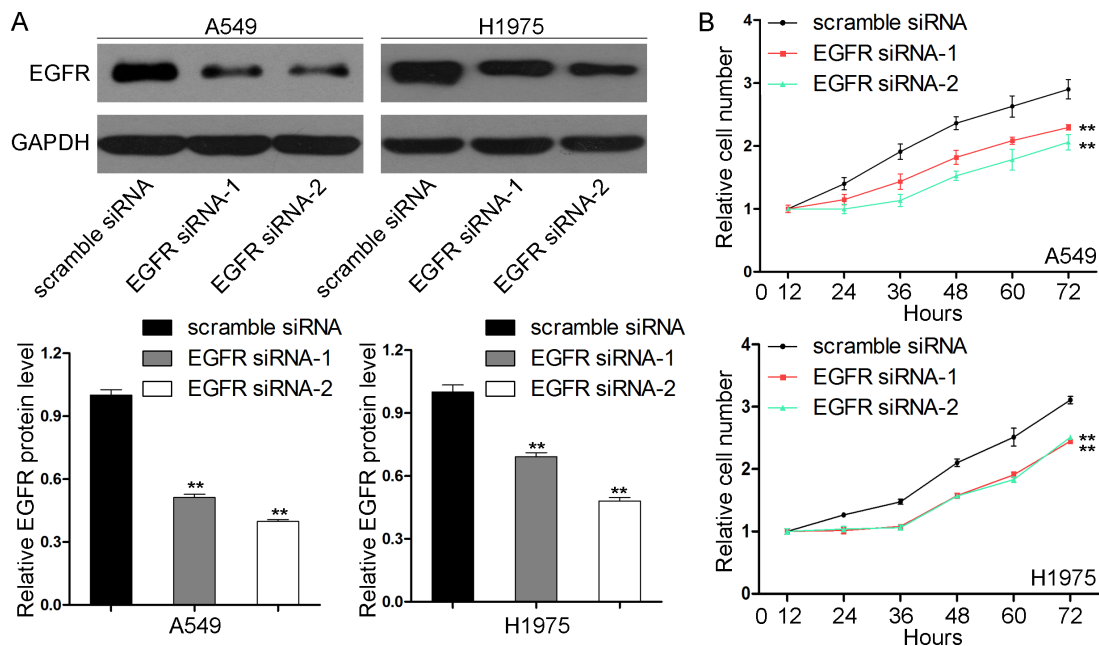 A
A549
H1975
EGFR
GAPDH
scramble siRNA
EGFR siRNA-1
EGFR siRNA-2
scramble siRNA
EGFR siRNA-1
EGFR siRNA-2
scramble siRNA
EGFR siRNA-1
EGFR siRNA-2
Relative EGFR protein level
1.2
0.9
0.6
0.3
0.0
**
**
A549
scramble siRNA
EGFR siRNA-1
EGFR siRNA-2
Relative EGFR protein level
1.2
0.9
0.6
0.3
0.0
**
**
H1975
B
scramble siRNA
EGFR siRNA-1
EGFR siRNA-2
Relative cell number
4
3
2
1
0
**
**
A549
0 12 24 36 48 60 72
Hours
scramble siRNA
EGFR siRNA-1
EGFR siRNA-2
Relative cell number
4
3
2
1
0
**
**
H1975
0 12 24 36 48 60 72
Hours